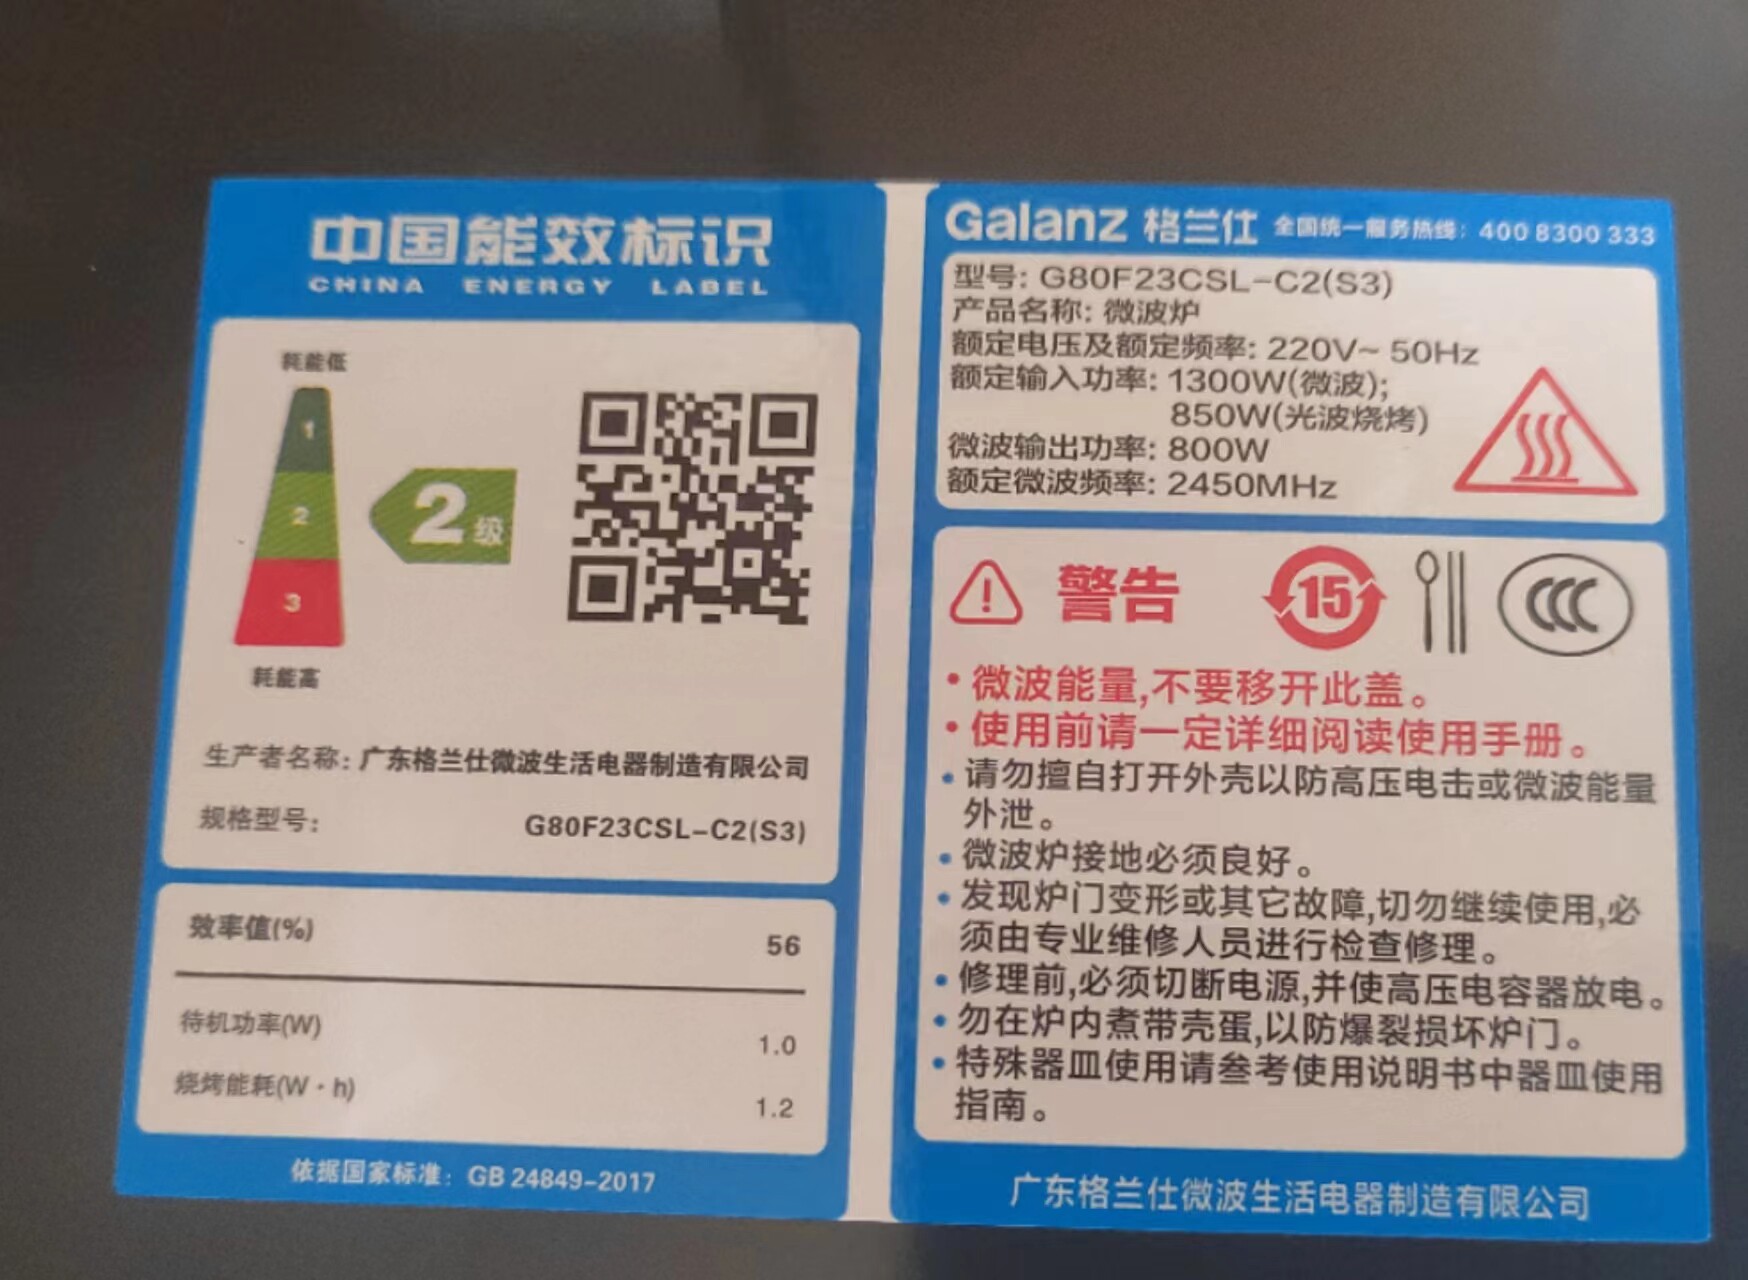 中国能效标识
CHINA ENERGY LABEL
耗能低
1
2
3
2级
耗能高
生产者名称: 广东格兰仕微波生活电器制造有限公司
规格型号: G80F23CSL-C2(S3)
效率值(%) 56
待机功率(W) 1.0
烧烤能耗(W·h) 1.2
依据国家标准: GB 24849-2017
Galanz 格兰仕 全国统一服务热线: 400 8300 333
型号: G80F23CSL-C2(S3)
产品名称: 微波炉
额定电压及额定频率: 220V~ 50Hz
额定输入功率: 1300W(微波);
850W(光波烧烤)
微波输出功率: 800W
额定微波频率: 2450MHz
! 警告 15 CCC
•微波能量,不要移开此盖。
•使用前请一定详细阅读使用手册。
•请勿擅自打开外壳以防高压电击或微波能量
外泄。
•微波炉接地必须良好。
•发现炉门变形或其它故障,切勿继续使用,必
须由专业维修人员进行检查修理。
•修理前,必须切断电源,并使高压电容器放电。
•勿在炉内煮带壳蛋,以防爆裂损坏炉门。
•特殊器皿使用请参考使用说明书中器皿使用
指南。
广东格兰仕微波生活电器制造有限公司